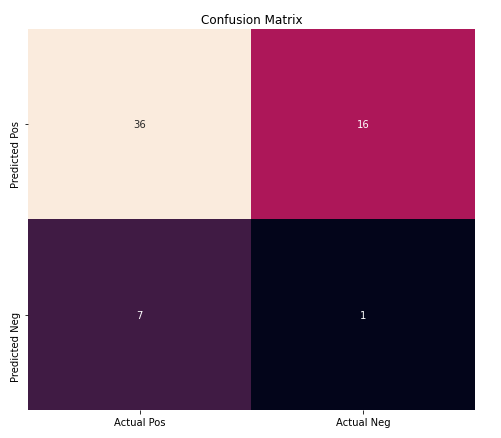 Confusion Matrix
Predicted Pos
36
16
Predicted Neg
7
1
Actual Pos
Actual Neg